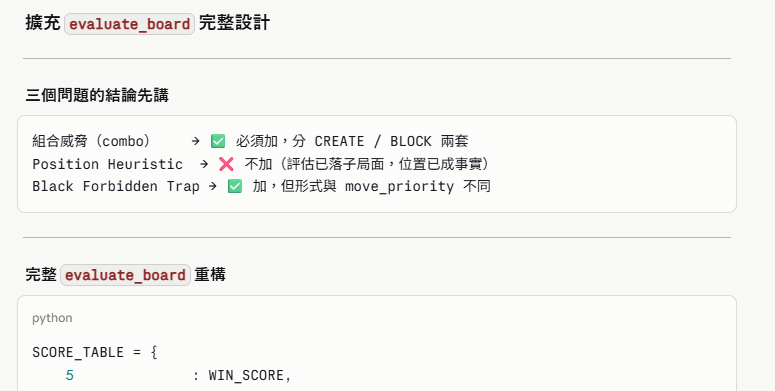 擴充 evaluate_board 完整設計
三個問題的結論先講
組合威脅（combo） → ✅ 必須加，分 CREATE / BLOCK 兩套
Position Heuristic → ❌ 不加（評估已落子局面，位置已成事實）
Black Forbidden Trap → ✅ 加，但形式與 move_priority 不同
完整 evaluate_board 重構
python
SCORE_TABLE = {
5 : WIN_SCORE,